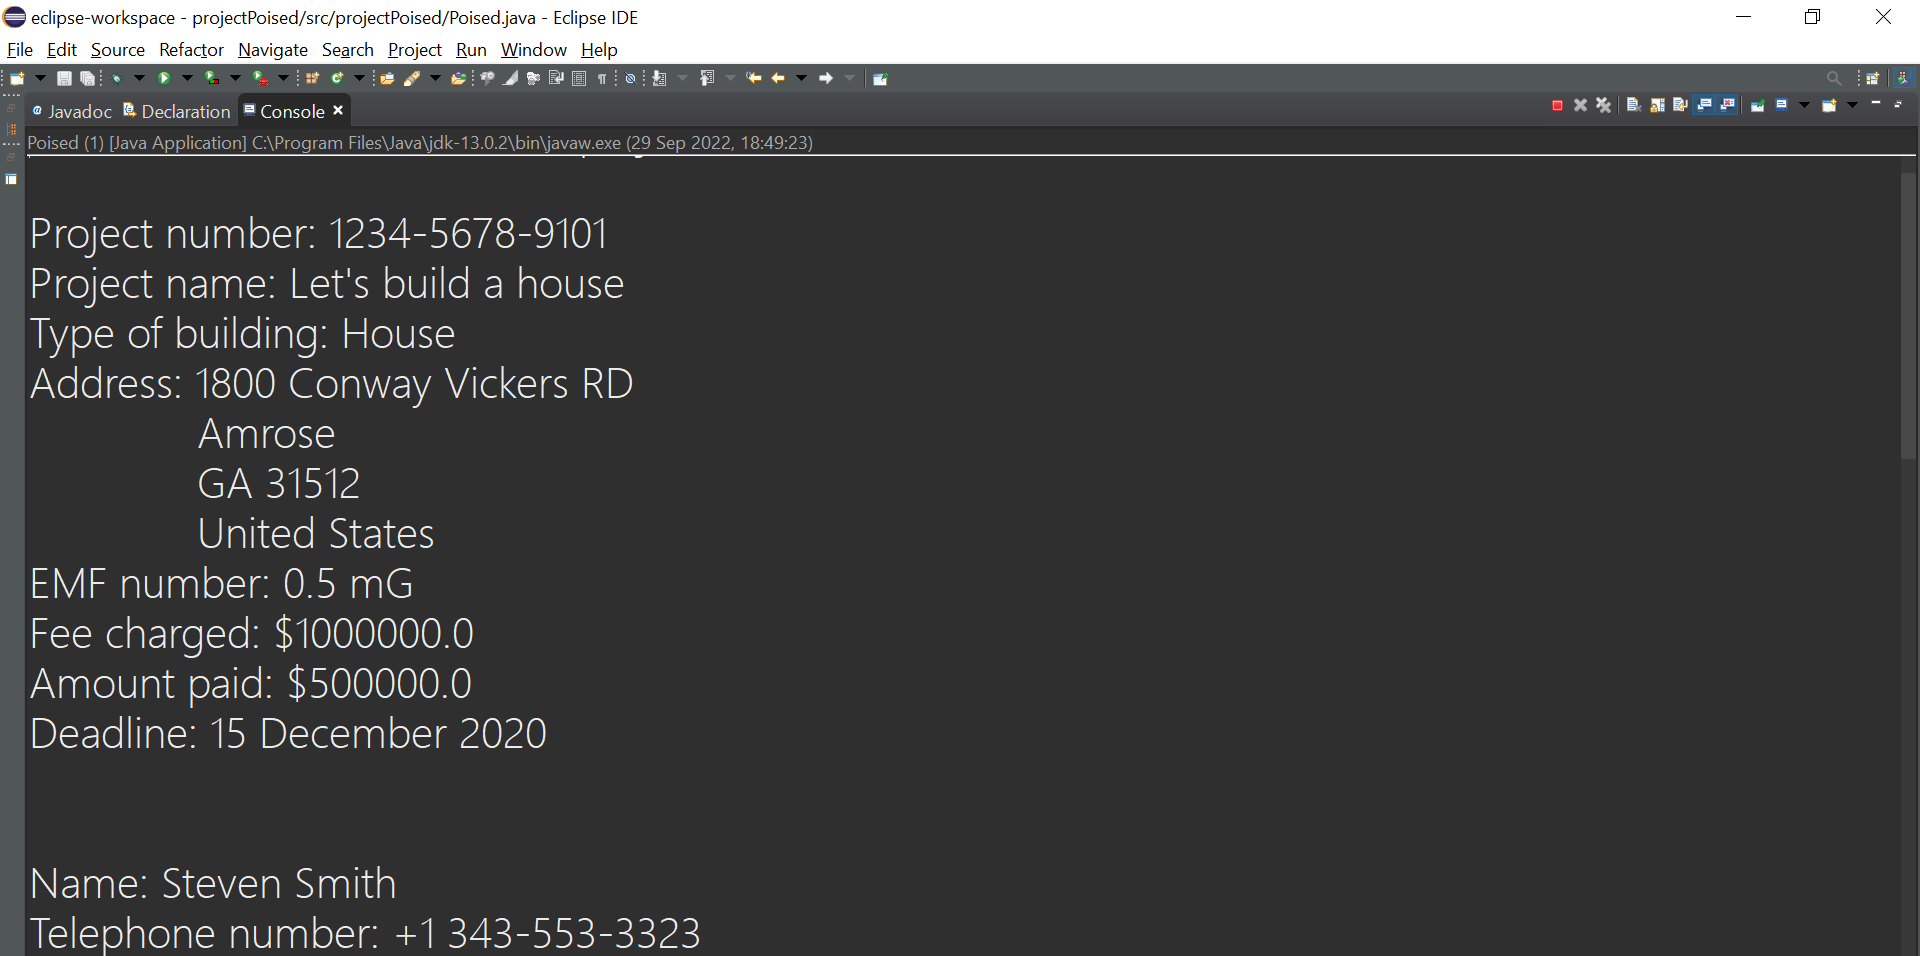 eclipse-workspace - projectPoised/src/projectPoised/Poised.java - Eclipse IDE
File Edit Source Refactor Navigate Search Project Run Window Help
Javadoc Declaration Console
Poised (1) [Java Application] C:\Program Files\Java\jdk-13.0.2\bin\javaw.exe (29 Sep 2022, 18:49:23)
Project number: 1234-5678-9101
Project name: Let's build a house
Type of building: House
Address: 1800 Conway Vickers RD
Amrose
GA 31512
United States
EMF number: 0.5 mG
Fee charged: $1000000.0
Amount paid: $500000.0
Deadline: 15 December 2020
Name: Steven Smith
Telephone number: +1 343-553-3323